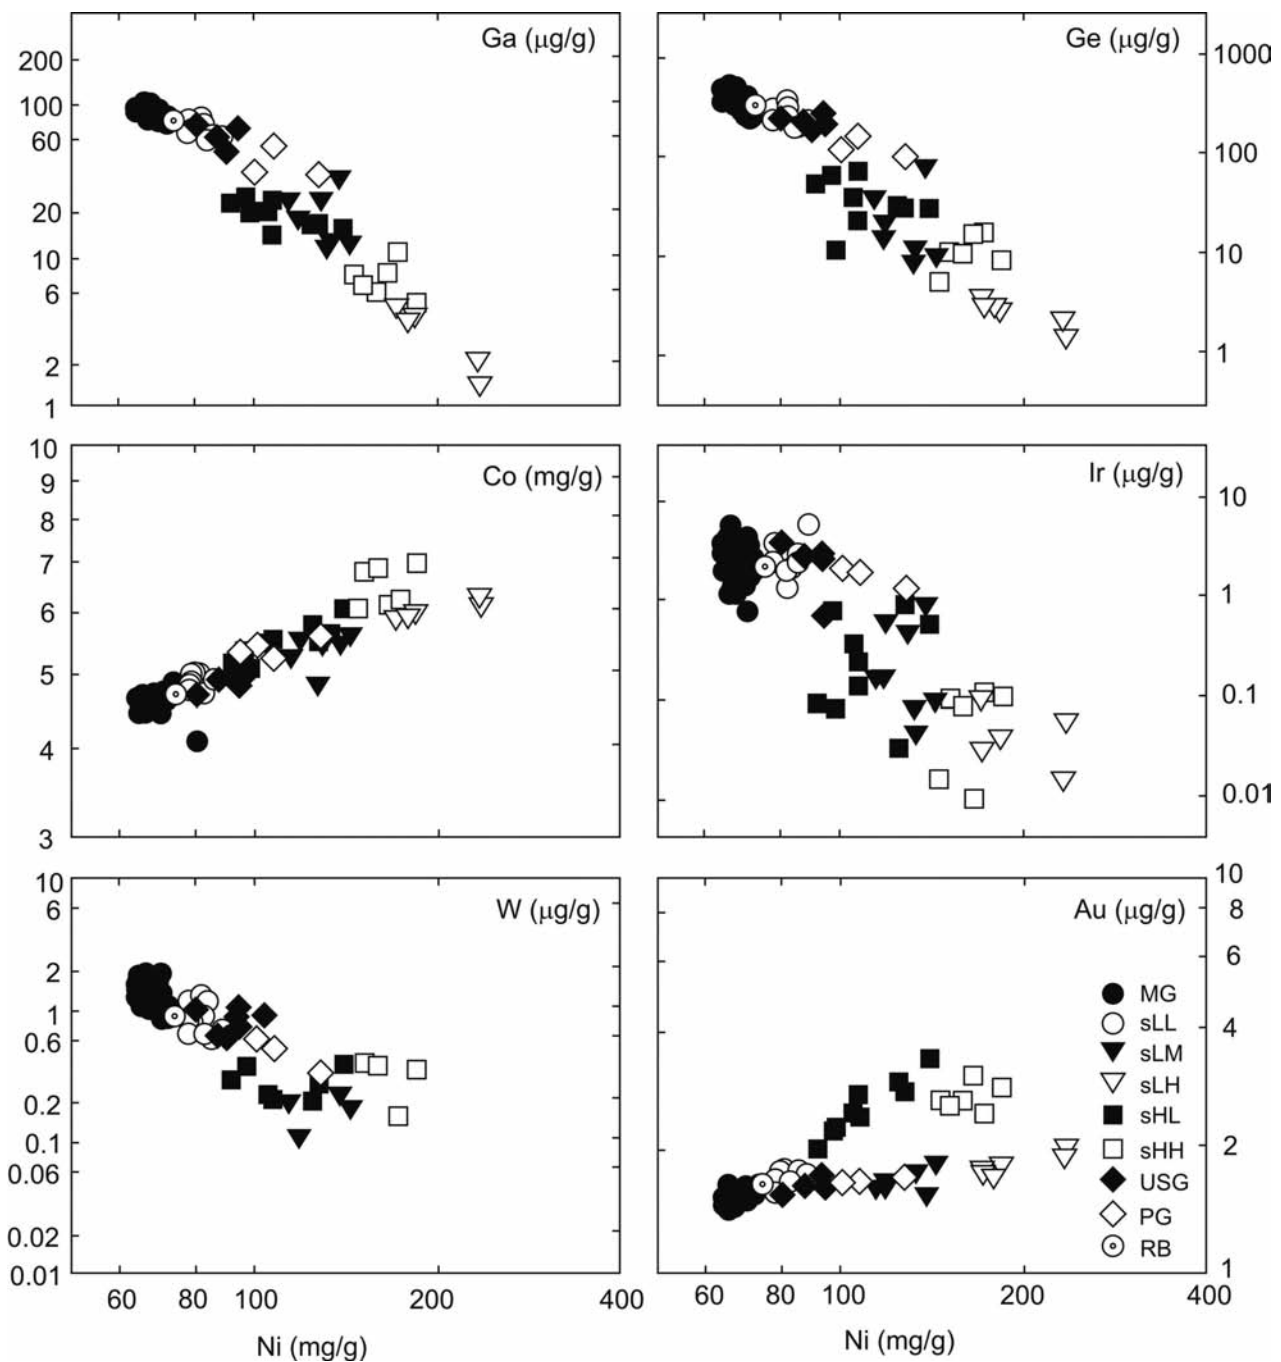 Ga (μg/g)
200
100
60
20
10
6
2
1
Ge (μg/g)
1000
100
10
1
Co (mg/g)
10
9
8
7
6
5
4
3
Ir (μg/g)
10
1
0.1
0.01
W (μg/g)
10
6
2
1
0.6
0.2
0.1
0.06
0.02
0.01
60 80 100 200 400
Ni (mg/g)
Au (μg/g)
10
8
6
4
2
1
MG
sLL
sLM
sLH
sHL
sHH
USG
PG
RB
60 80 100 200 400
Ni (mg/g)